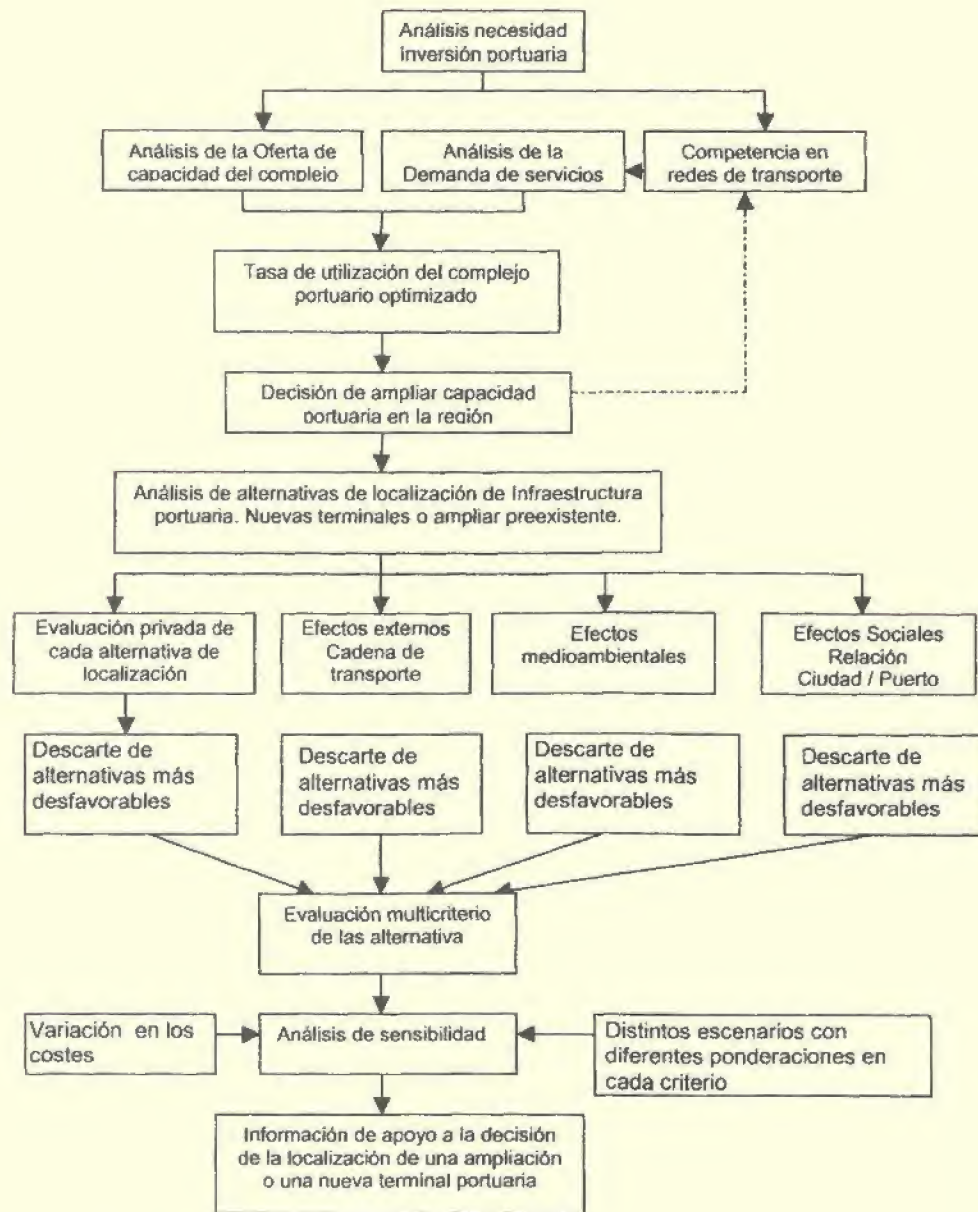 Análisis necesidad
inversión portuaria
Análisis de la Oferta de
capacidad del complejo
Análisis de la
Demanda de servicios
Competencia en
redes de transporte
Tasa de utilización del complejo
portuario optimizado
Decisión de ampliar capacidad
portuaria en la región
Análisis de alternativas de localización de Infraestructura
portuaria. Nuevas terminales o ampliar preexistente.
Evaluación privada de
cada alternativa de
localización
Efectos externos
Cadena de
transporte
Efectos
medioambientales
Efectos Sociales
Relación
Ciudad / Puerto
Descarte de
alternativas más
desfavorables
Descarte de
alternativas más
desfavorables
Descarte de
alternativas más
desfavorables
Descarte de
alternativas más
desfavorables
Evaluación multicriterio
de las alternativa
Variación en los
costes
Análisis de sensibilidad
Distintos escenarios con
diferentes ponderaciones en
cada criterio
Información de apoyo a la decisión
de la localización de una ampliación
o una nueva terminal portuaria